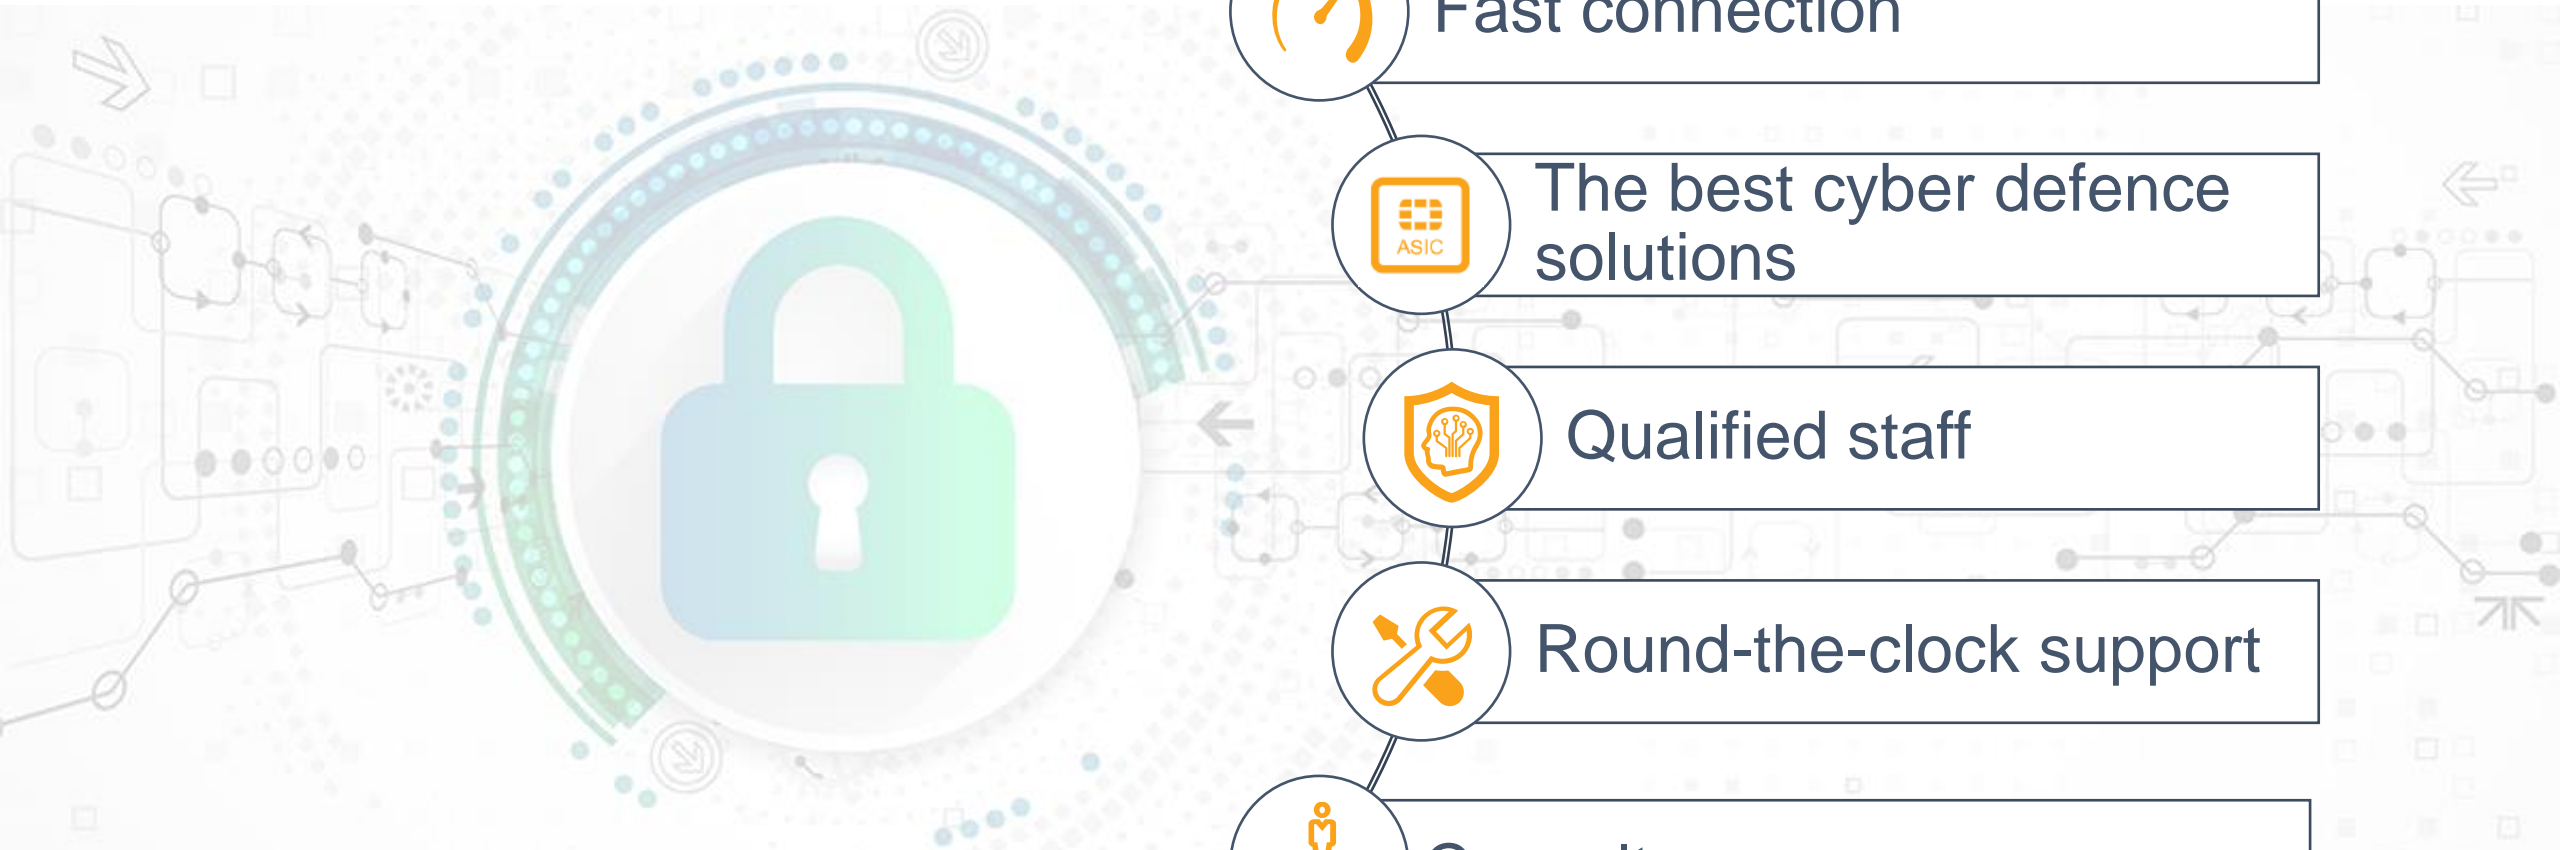 Fast connection
ASIC
The best cyber defence
solutions
Qualified staff
Round-the-clock support